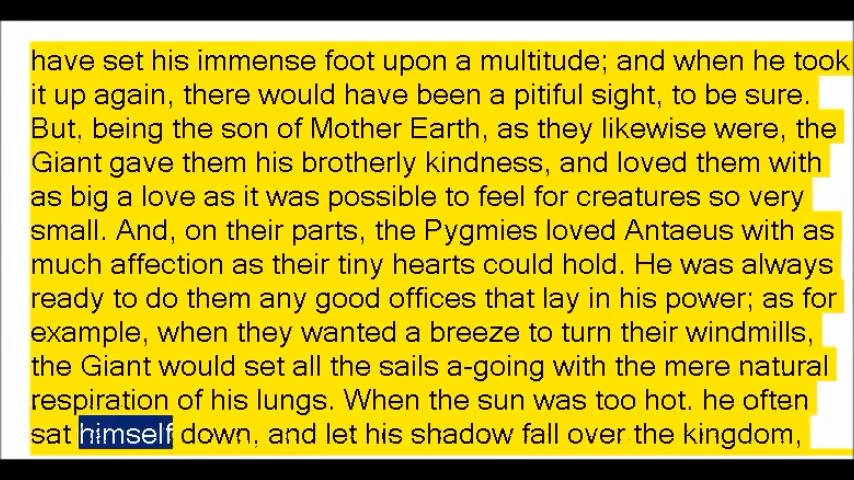 have set his immense foot upon a multitude; and when he took
it up again, there would have been a pitiful sight, to be sure.
But, being the son of Mother Earth, as they likewise were, the
Giant gave them his brotherly kindness, and loved them with
as big a love as it was possible to feel for creatures so very
small. And, on their parts, the Pygmies loved Antaeus with as
much affection as their tiny hearts could hold. He was always
ready to do them any good offices that lay in his power; as for
example, when they wanted a breeze to turn their windmills,
the Giant would set all the sails a-going with the mere natural
respiration of his lungs. When the sun was too hot, he often
sat himself down, and let his shadow fall over the kingdom,